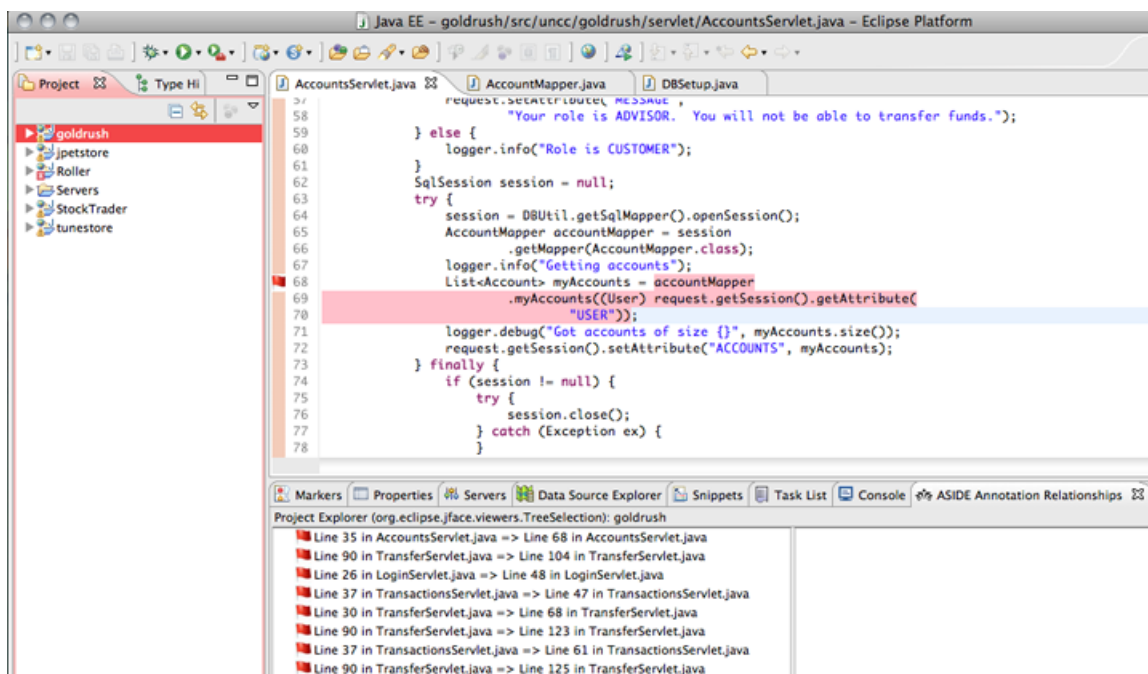 Java EE – goldrush/src/uncc/goldrush/servlet/AccountsServlet.java – Eclipse Platform
Project
Type Hi
AccountsServlet.java
AccountMapper.java
DBSetup.java
goldrush
jpetstore
Roller
Servers
StockTrader
tunestore
57 request.setAttribute("MESSAGE",
58 "Your role is ADVISOR. You will not be able to transfer funds.");
59 } else {
60 logger.info("Role is CUSTOMER");
61 }
62 SqlSession session = null;
63 try {
64 session = DBUtil.getSqlMapper().openSession();
65 AccountMapper accountMapper = session
66 .getMapper(AccountMapper.class);
67 logger.info("Getting accounts");
68 List<Account> myAccounts = accountMapper
69 .myAccounts((User) request.getSession().getAttribute(
70 "USER"));
71 logger.debug("Got accounts of size {}", myAccounts.size());
72 request.getSession().setAttribute("ACCOUNTS", myAccounts);
73 } finally {
74 if (session != null) {
75 try {
76 session.close();
77 } catch (Exception ex) {
78 }
Markers Properties Servers Data Source Explorer Snippets Task List Console ASIDE Annotation Relationships
Project Explorer (org.eclipse.jface.viewers.TreeSelection): goldrush
Line 35 in AccountsServlet.java => Line 68 in AccountsServlet.java
Line 90 in TransferServlet.java => Line 104 in TransferServlet.java
Line 26 in LoginServlet.java => Line 48 in LoginServlet.java
Line 37 in TransactionsServlet.java => Line 47 in TransactionsServlet.java
Line 30 in TransferServlet.java => Line 68 in TransferServlet.java
Line 90 in TransferServlet.java => Line 123 in TransferServlet.java
Line 37 in TransactionsServlet.java => Line 61 in TransactionsServlet.java
Line 90 in TransferServlet.java => Line 125 in TransferServlet.java